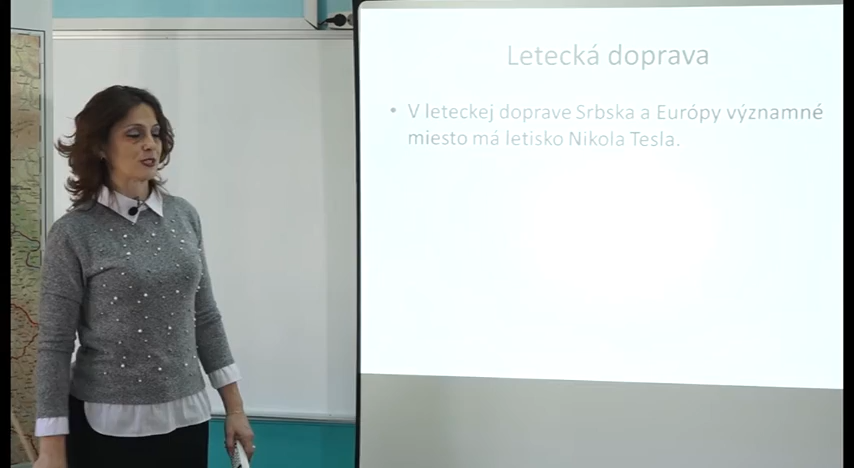 Letecká doprava
• V leteckej doprave Srbska a Európy významné
miesto má letisko Nikola Tesla.